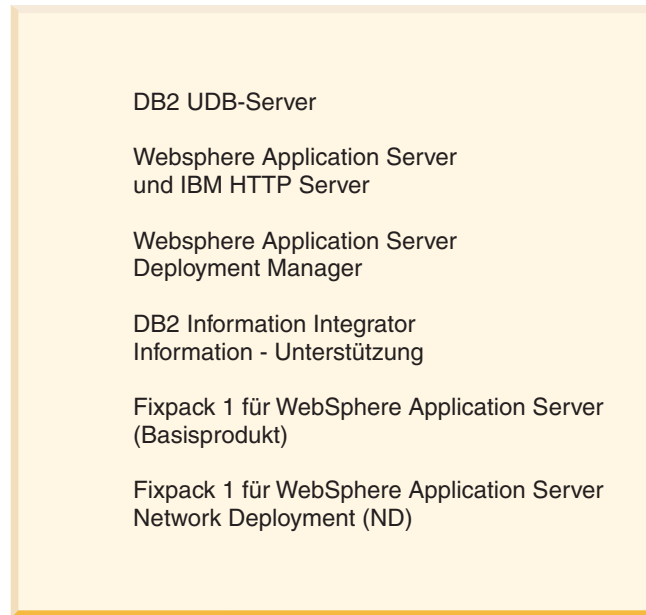 DB2 UDB-Server
Websphere Application Server
und IBM HTTP Server
Websphere Application Server
Deployment Manager
DB2 Information Integrator
Information - Unterstützung
Fixpack 1 für WebSphere Application Server
(Basisprodukt)
Fixpack 1 für WebSphere Application Server
Network Deployment (ND)